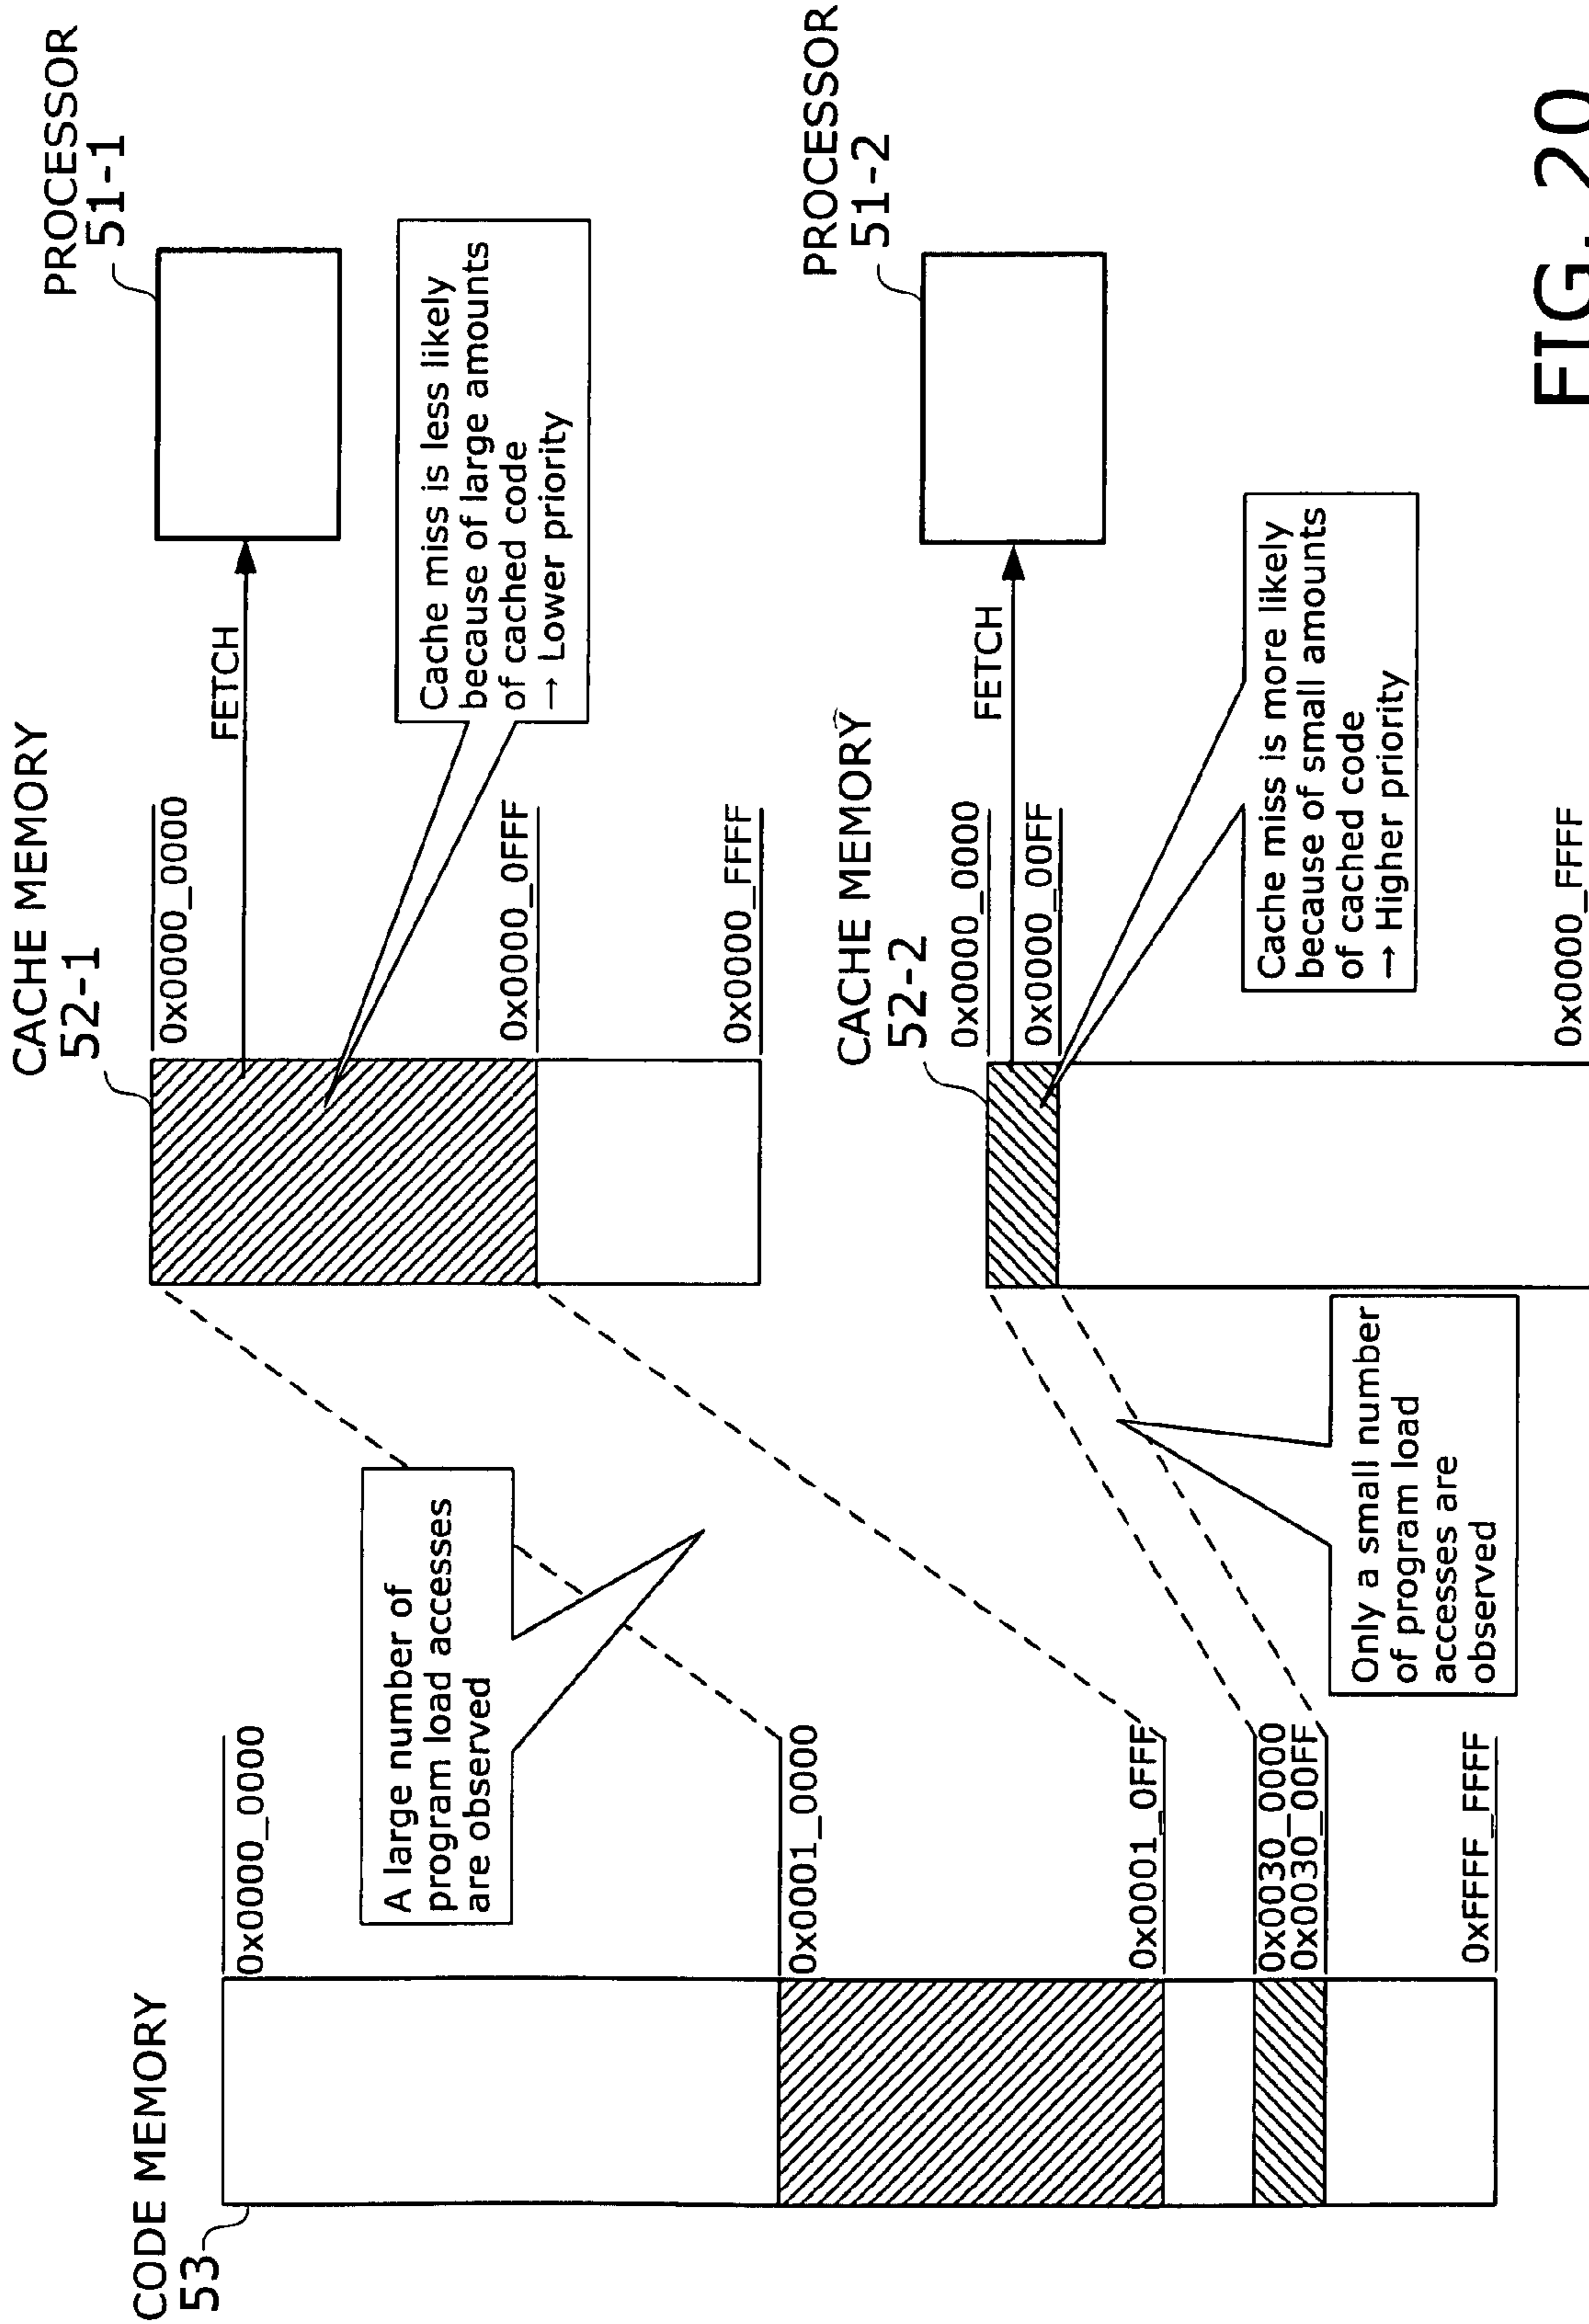 CODE MEMORY
53
0x0000_0000
0x0001_0000
0x0001_0FFF
0x0030_0000
0x0030_00FF
0xFFFF_FFFF
A large number of
program load accesses
are observed
Only a small number
of program load
accesses are
observed
CACHE MEMORY
52-1
0x0000_0000
0x0000_0FFF
0x0000_FFFF
FETCH
PROCESSOR
51-1
Cache miss is less likely
because of large amounts
of cached code
→ Lower priority
CACHE MEMORY
52-2
0x0000_0000
0x0000_00FF
0x0000_FFFF
FETCH
PROCESSOR
51-2
Cache miss is more likely
because of small amounts
of cached code
→ Higher priority
FIG. 20